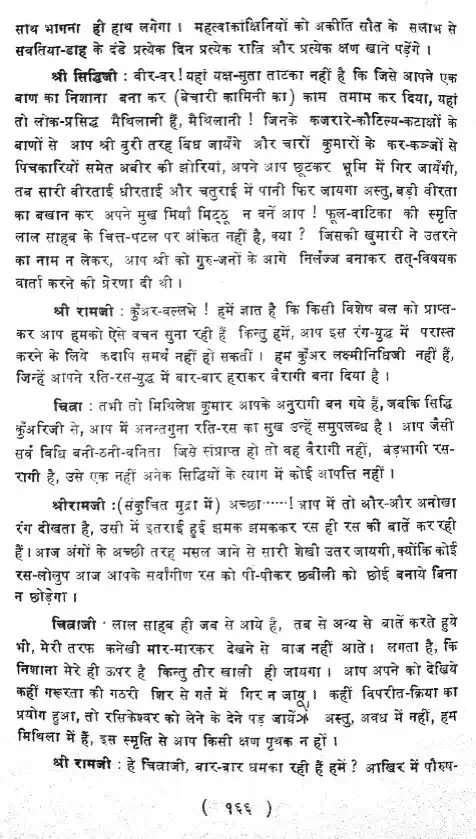 साथ भागना ही हाथ लगेगा । महत्वाकांक्षिनियों को अकीर्ति सौत के सलाभ से
सवतिया-डाह के दंडे प्रत्येक दिन प्रत्येक रात्रि और प्रत्येक क्षण खाने पड़ेंगे ।
श्री सिद्धिजी : वीर-वर! यहां यक्ष-सुता ताटका नहीं है कि जिसे आपने एक
बाण का निशाना बना कर (बेचारी कामिनी का) काम तमाम कर दिया, यहां
तो लोक-प्रसिद्ध मैथिलानी हैं, मैथिलानी ! जिनके कजरारे-कौटिल्य-कटाक्षों के
बाणों से आप श्री बुरी तरह बिध जायँगे और चारों कुमारों के कर-कञ्जों से
पिचकारियों समेत अबीर की झोरियां, अपने आप छूटकर भूमि में गिर जायँगी,
तब सारी वीरताई धीरताई और चतुराई में पानी फिर जायगा अस्तु, बड़ी वीरता
का बखान कर अपने मुख मियाँ मिट्ठू न बनें आप ! फूल-वाटिका की स्मृति
लाल साहब के चित्त-पटल पर अंकित नहीं है, क्या ? जिसकी खुमारी ने उतरने
का नाम न लेकर, आप श्री को गुरु-जनों के आगे निर्लज्ज बनाकर तत्-विषयक
वार्ता करने की प्रेरणा दी थी ।
श्री रामजी : कुँअर-वल्लभे ! हमें ज्ञात है कि किसी विशेष बल को प्राप्त-
कर आप हमको ऐसे वचन सुना रही हैं किन्तु हमें, आप इस रंग-युद्ध में परास्त
करने के लिये कदापि समर्थ नहीं हो सकतीं । हम कुँअर लक्ष्मीनिधिजी नहीं हैं,
जिन्हें आपने रति-रस-युद्ध में बार-बार हराकर वैरागी बना दिया है ।
चित्रा : तभी तो मिथिलेश कुमार आपके अनुरागी बन गये हैं, जबकि सिद्धि
कुँअरिजी से, आप में अनन्तगुना रति-रस का सुख उन्हें समुपलब्ध है । आप जैसी
सर्व विधि बनी-ठनी-वनिता जिसे संप्राप्त हो तो वह वैरागी नहीं, बड़भागी रस-
रागी है, उसे एक नहीं अनेक सिद्धियों के त्याग में कोई आपत्ति नहीं ।
श्रीरामजी : (संकुचित मुद्रा में) अच्छा······! आप में तो और-और अनोखा
रंग दीखता है, उसी में इतराई हुई झमक झमककर रस ही रस की बातें कर रही
हैं । आज अंगों के अच्छी तरह मसल जाने से सारी शेखी उतर जायगी, क्योंकि कोई
रस-लोलुप आज आपके सर्वांगीण रस को पी-पीकर छबीली को छोई बनाये बिना
न छोड़ेगा ।
चित्राजी : लाल साहब ही जब से आये हैं, तब से अन्य से बातें करते हुये
भी, मेरी तरफ कनेखी मार-मारकर देखने से बाज नहीं आते । लगता है, कि
निशाना मेरे ही ऊपर है किन्तु तीर खाली ही जायगा । आप अपने को देखिये
कहीं गरूरता की गठरी शिर से गर्त में गिर न जायू । कहीं विपरीत-क्रिया का
प्रयोग हुआ, तो रसिकेश्वर को लेने के देने पड़ जायेंगे अस्तु, अवध में नहीं, हम
मिथिला में हैं, इस स्मृति से आप किसी क्षण पृथक न हों ।
श्री रामजी : हे चित्राजी, बार-बार धमका रही हैं हमें ? आखिर में पौरुष-
( १६६ )